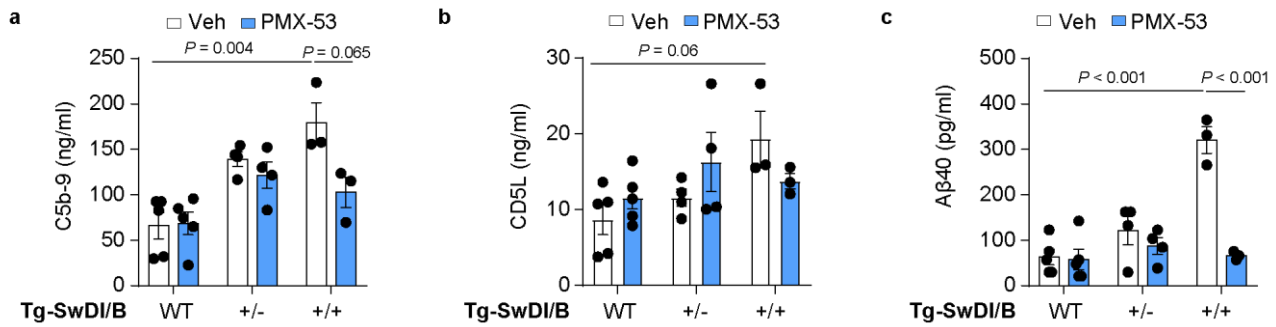 a
Veh PMX-53
P = 0.004
P = 0.065
C5b-9 (ng/ml)
250
200
150
100
50
0
Tg-SwDI/B WT +/- +/+
b
Veh PMX-53
P = 0.06
CD5L (ng/ml)
30
20
10
0
Tg-SwDI/B WT +/- +/+
c
Veh PMX-53
P < 0.001
P < 0.001
Aβ40 (pg/ml)
500
400
300
200
100
0
Tg-SwDI/B WT +/- +/+